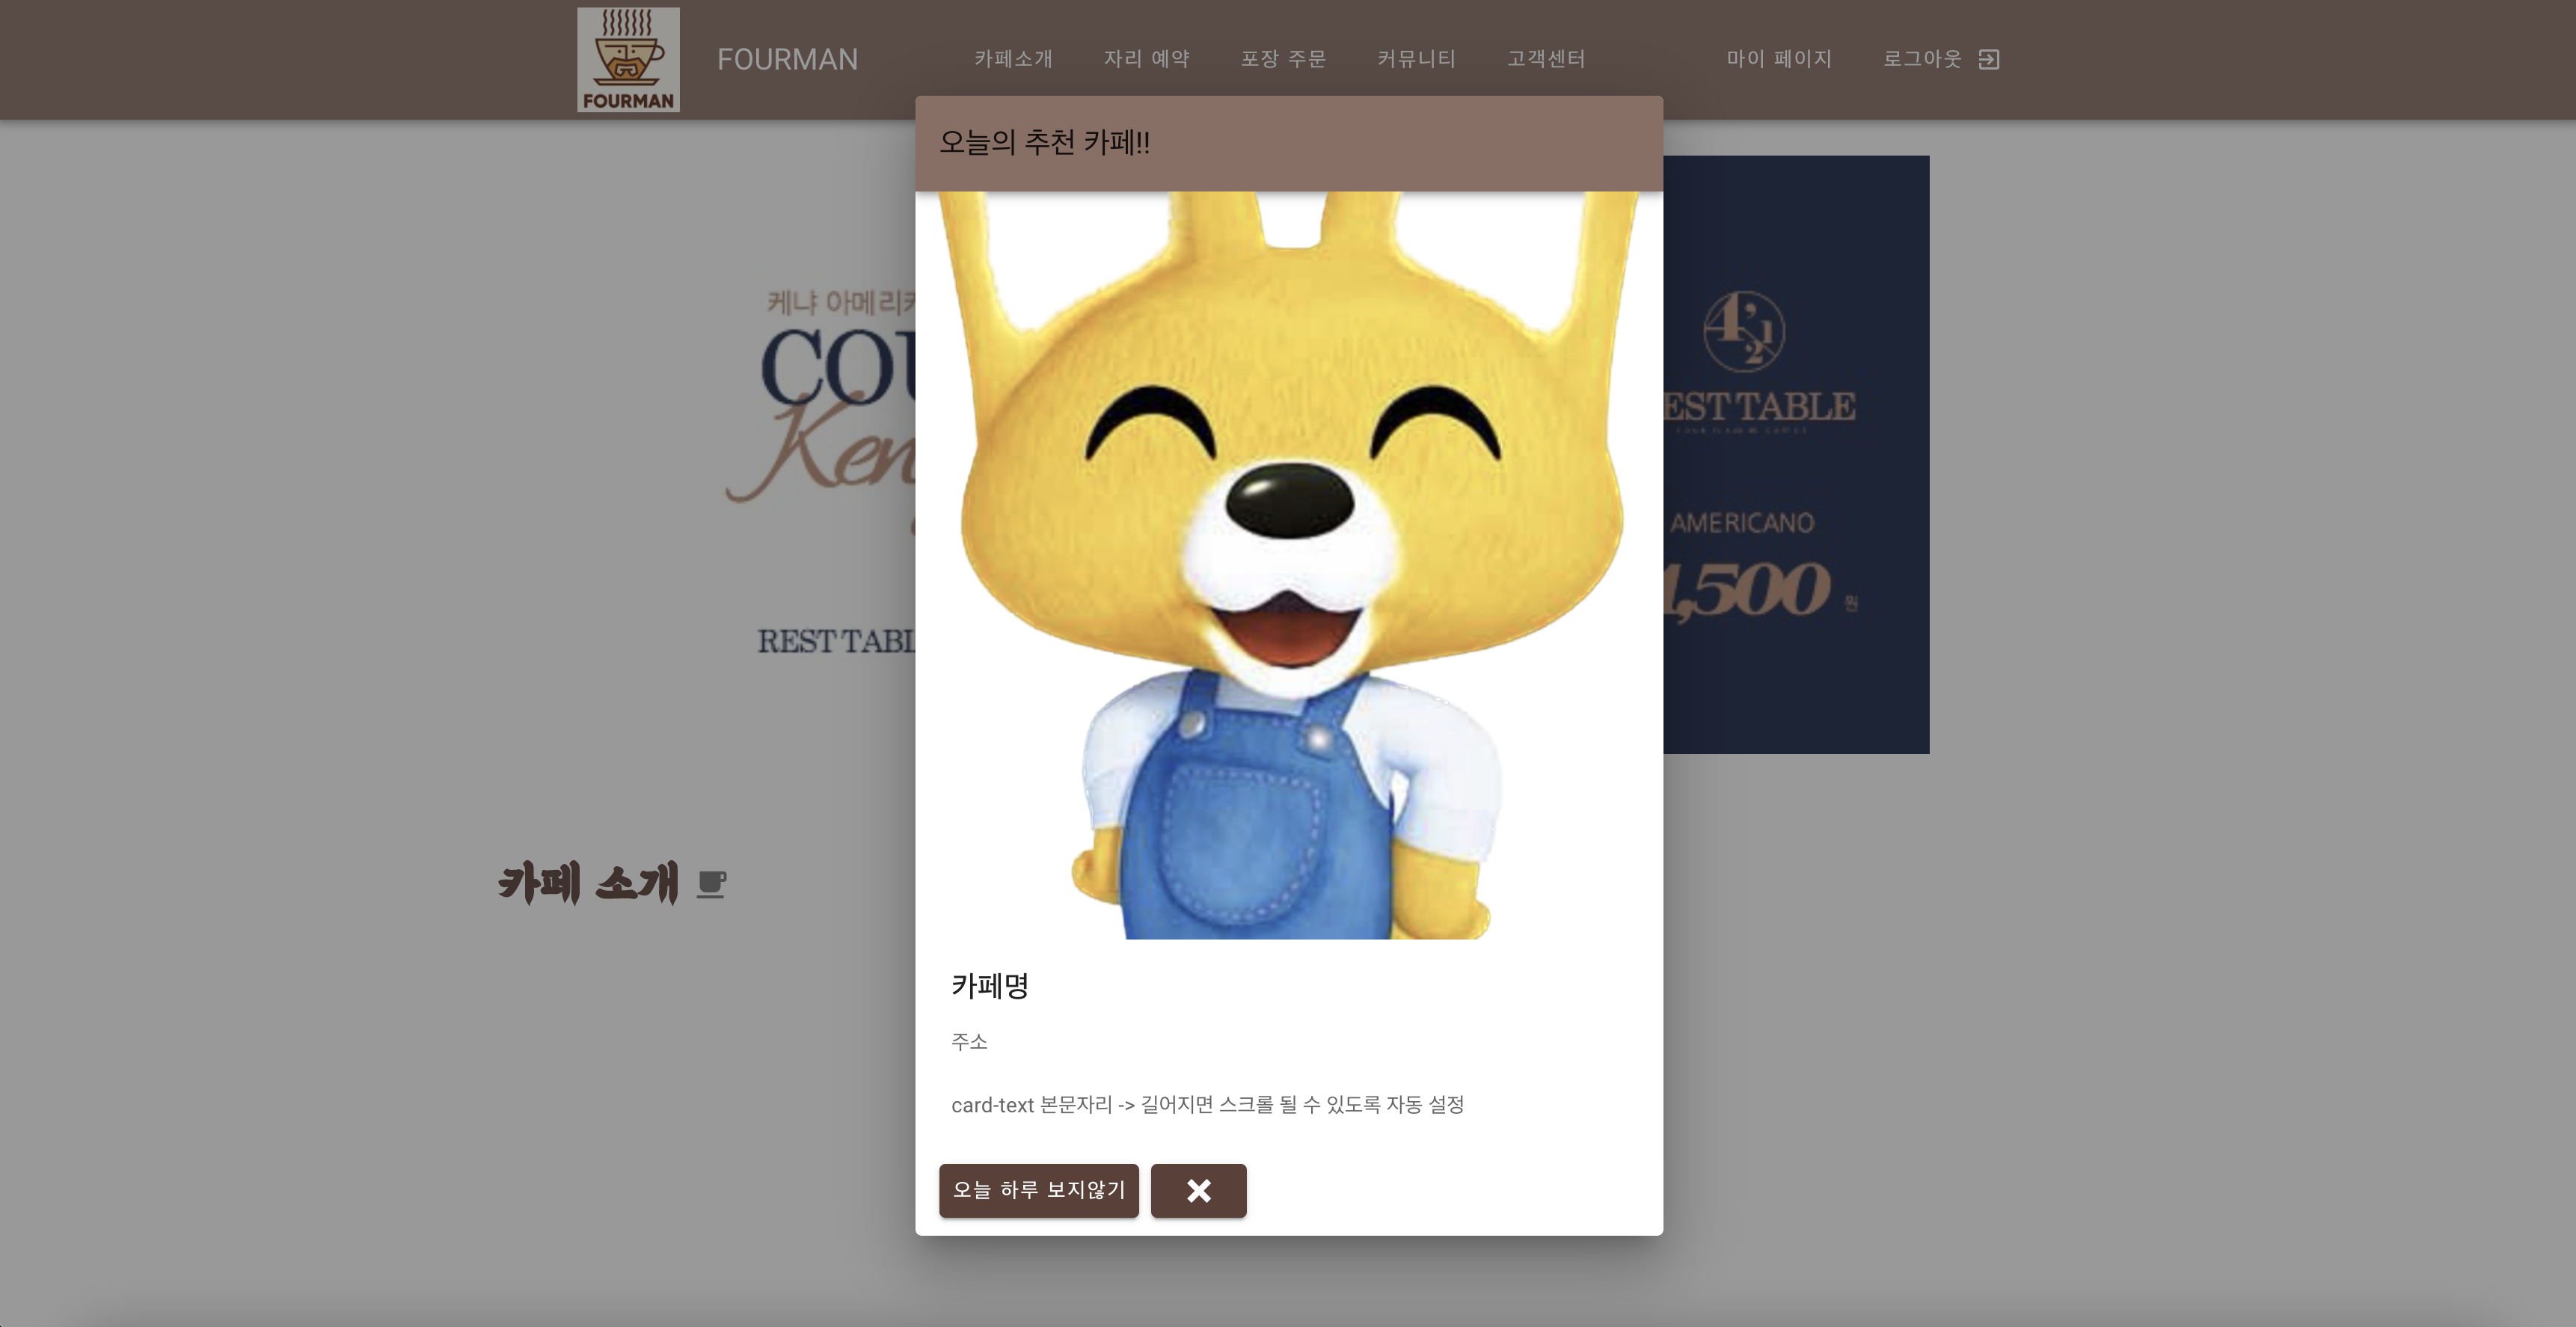 FOURMAN
FOURMAN
카페소개
자리 예약
포장 주문
커뮤니티
고객센터
마이 페이지
로그아웃
오늘의 추천 카페!!
케냐 아메리카
COU
Ken
REST TABL
4 1/2
EST TABLE
AMERICANO
1,500 원
카페 소개
카페명
주소
card-text 본문자리 -> 길어지면 스크롤 될 수 있도록 자동 설정
오늘 하루 보지않기